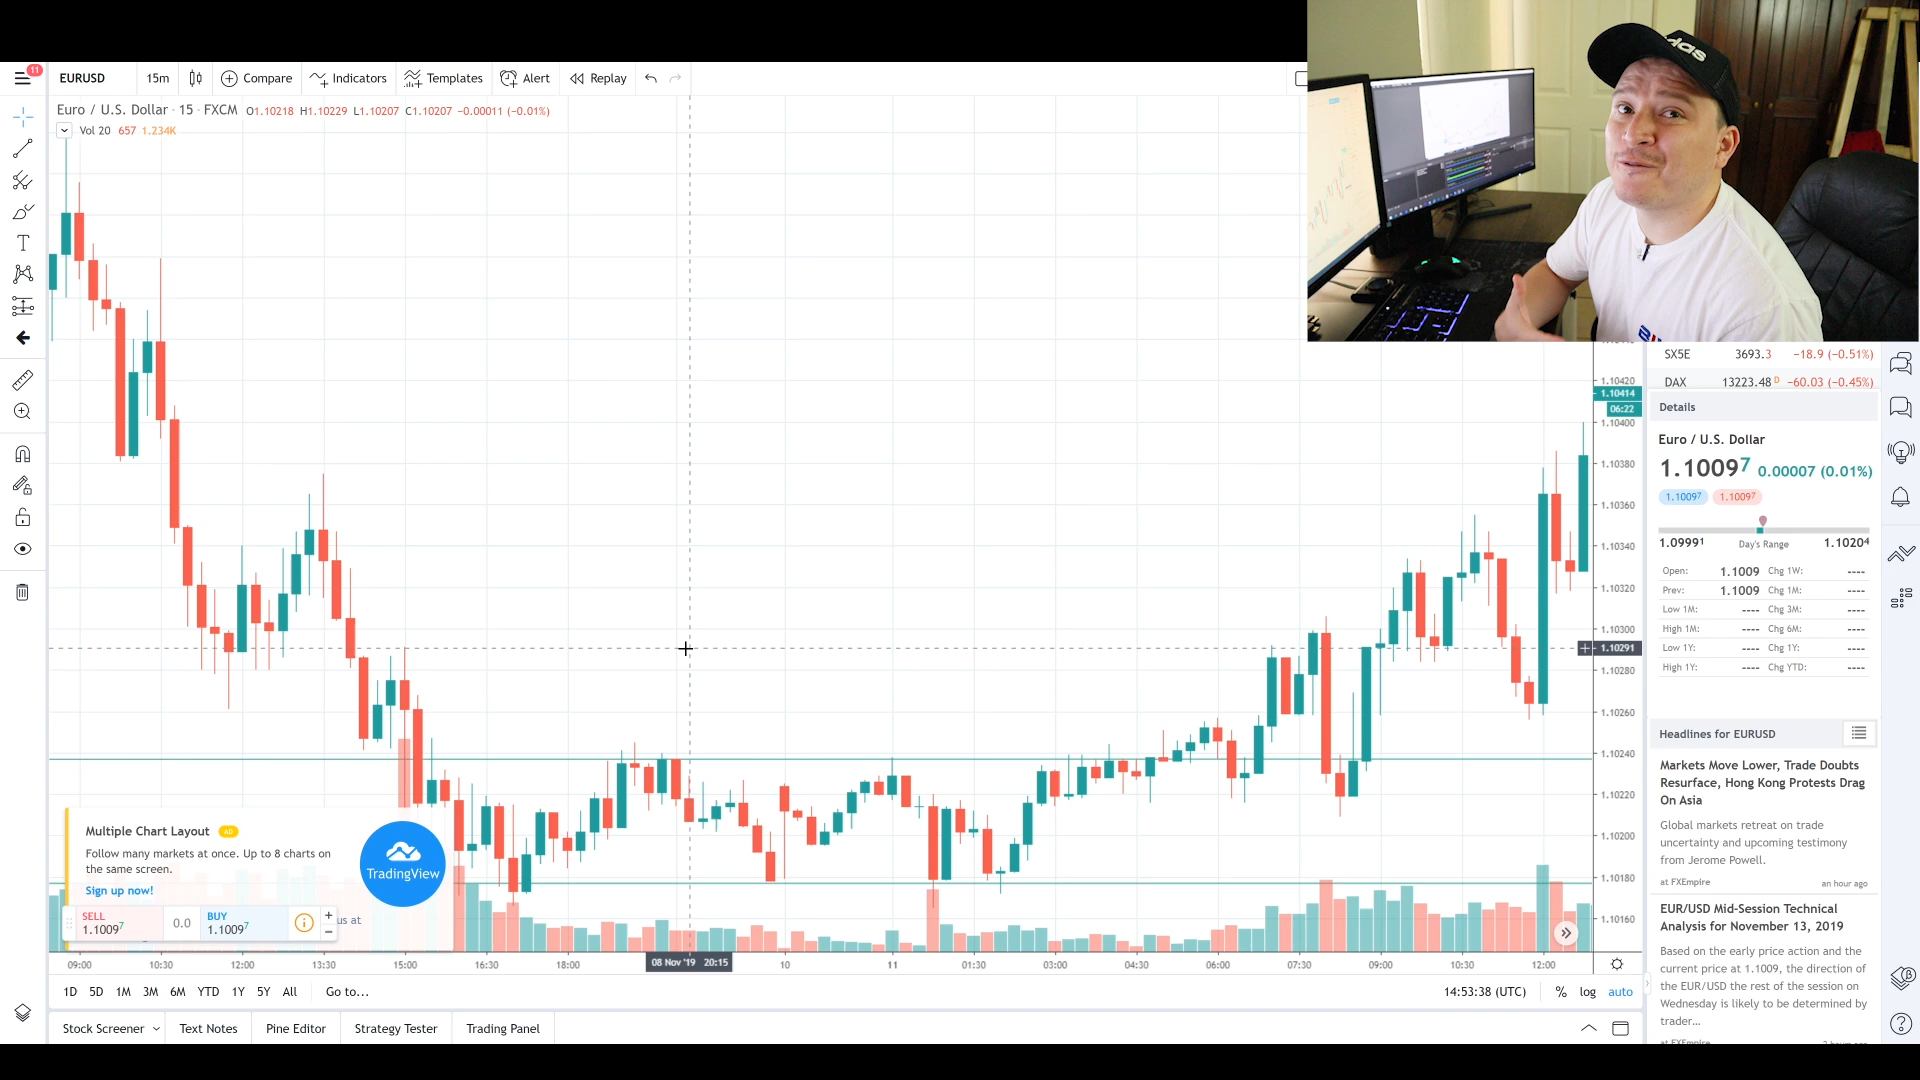 11
EURUSD 15m Compare Indicators Templates Alert Replay
Euro / U.S. Dollar · 15 · FXCM O1.10218 H1.10229 L1.10207 C1.10207 −0.00011 (−0.01%)
Vol 20 657 1.234K
adidas
SX5E 3693.3 −18.9 (−0.51%)
DAX 13223.48 D −60.03 (−0.45%)
1.10420
1.10414
06:22
1.10400
1.10380
1.10360
1.10340
1.10320
1.10300
1.10291
1.10280
1.10260
1.10240
1.10220
1.10200
1.10180
1.10160
Details
Euro / U.S. Dollar
1.10097 0.00007 (0.01%)
1.10097 1.10097
1.09991 Day's Range 1.10204
Open: 1.1009 Chg 1W: ----
Prev: 1.1009 Chg 1M: ----
Low 1M: ---- Chg 3M: ----
High 1M: ---- Chg 6M: ----
Low 1Y: ---- Chg 1Y: ----
High 1Y: ---- Chg YTD: ----
Headlines for EURUSD
Markets Move Lower, Trade Doubts
Resurface, Hong Kong Protests Drag
On Asia
Global markets retreat on trade
uncertainty and upcoming testimony
from Jerome Powell.
at FXEmpire an hour ago
EUR/USD Mid-Session Technical
Analysis for November 13, 2019
Based on the early price action and the
current price at 1.1009, the direction of
the EUR/USD the rest of the session on
Wednesday is likely to be determined by
trader...
at FXEmpire 2 hours ago
Multiple Chart Layout AD
Follow many markets at once. Up to 8 charts on
the same screen.
Sign up now!
TradingView
SELL
1.10097
0.0
BUY
1.10097
us at
09:00 10:30 12:00 13:30 15:00 16:30 18:00 08 Nov '19 20:15 10 11 01:30 03:00 04:30 06:00 07:30 09:00 10:30 12:00
1D 5D 1M 3M 6M YTD 1Y 5Y All Go to... 14:53:38 (UTC) % log auto
Stock Screener Text Notes Pine Editor Strategy Tester Trading Panel